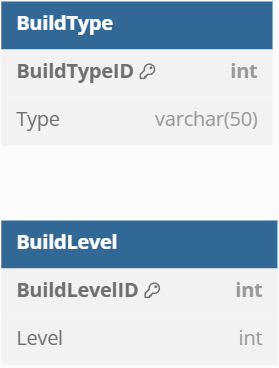 BuildType
BuildTypeID int
Type varchar(50)
BuildLevel
BuildLevelID int
Level int